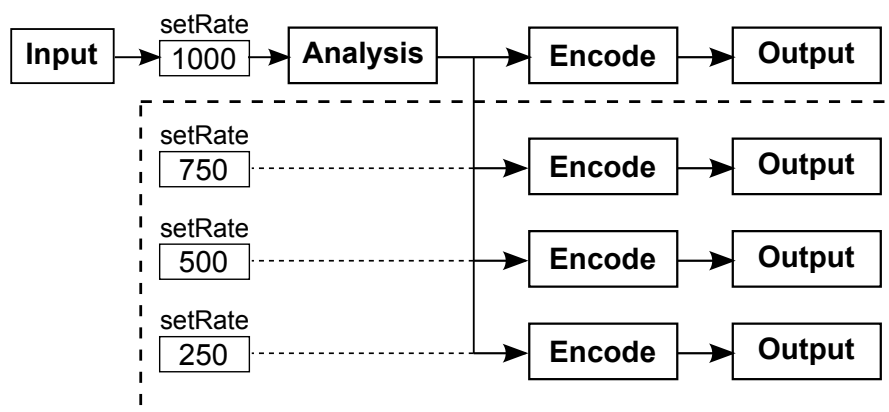 setRate
Input
1000
Analysis
Encode
Output
setRate
750
Encode
Output
setRate
500
Encode
Output
setRate
250
Encode
Output